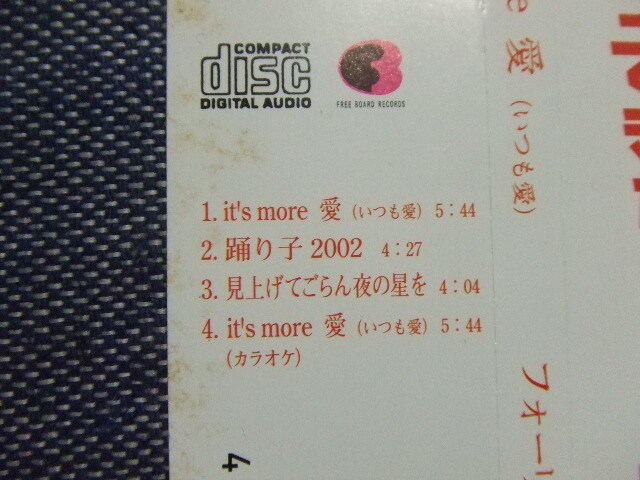 COMPACT
disc
DIGITAL AUDIO
FREE BOARD RECORDS
1. it's more 愛 (いつも愛) 5:44
2. 踊り子 2002 4:27
3. 見上げてごらん夜の星を 4:04
4. it's more 愛 (いつも愛) 5:44
(カラオケ)
愛 (いつも愛)
フォー
4